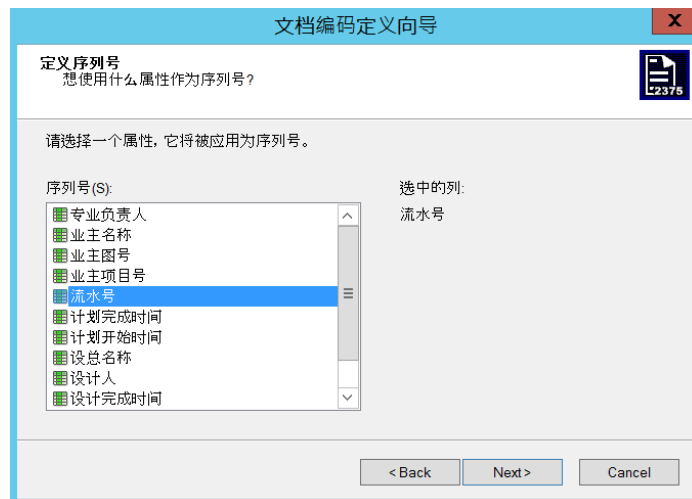 文档编码定义向导
X
定义序列号
想使用什么属性作为序列号?
2375
请选择一个属性, 它将被应用为序列号。
序列号(S):
选中的列:
专业负责人
流水号
业主名称
业主图号
业主项目号
流水号
计划完成时间
计划开始时间
设总名称
设计人
设计完成时间
< Back
Next >
Cancel